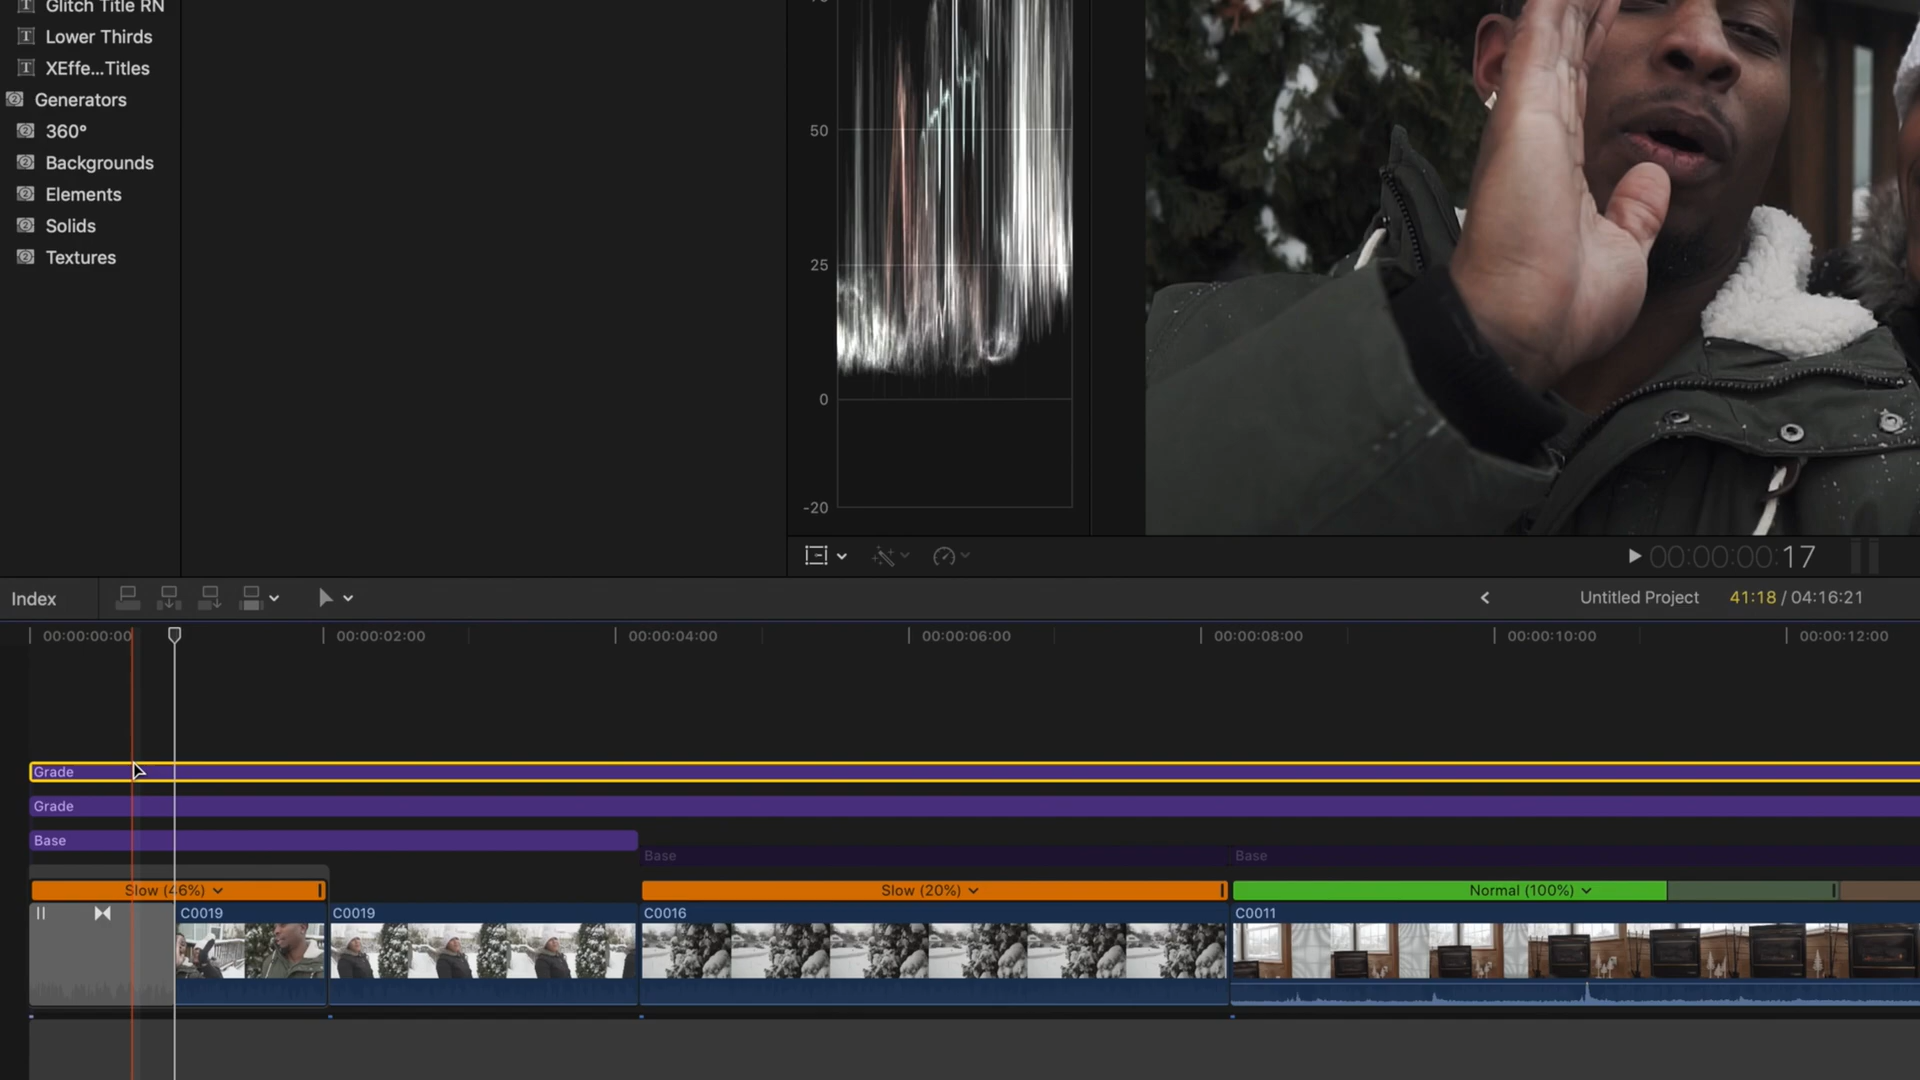 Glitch Title RN
Lower Thirds
XEffe...Titles
Generators
360°
Backgrounds
Elements
Solids
Textures
50
25
0
-20
00:00:00:17
Index
Untitled Project
41:18 / 04:16:21
00:00:00:00
00:00:02:00
00:00:04:00
00:00:06:00
00:00:08:00
00:00:10:00
00:00:12:00
Grade
Grade
Base
Base
Base
Slow (46%)
Slow (20%)
Normal (100%)
C0019
C0019
C0016
C0011